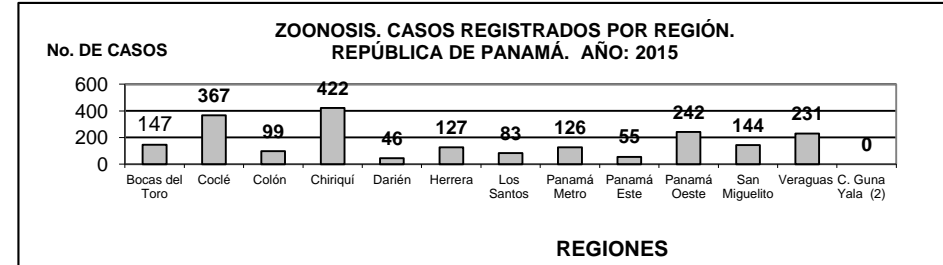 ZOONOSIS. CASOS REGISTRADOS POR REGIÓN.
REPÚBLICA DE PANAMÁ. AÑO: 2015
No. DE CASOS
600
400
200
0
147
367
99
422
46
127
83
126
55
242
144
231
0
Bocas del
Toro
Coclé
Colón
Chiriquí
Darién
Herrera
Los
Santos
Panamá
Metro
Panamá
Este
Panamá
Oeste
San
Miguelito
Veraguas
C. Guna
Yala (2)
REGIONES